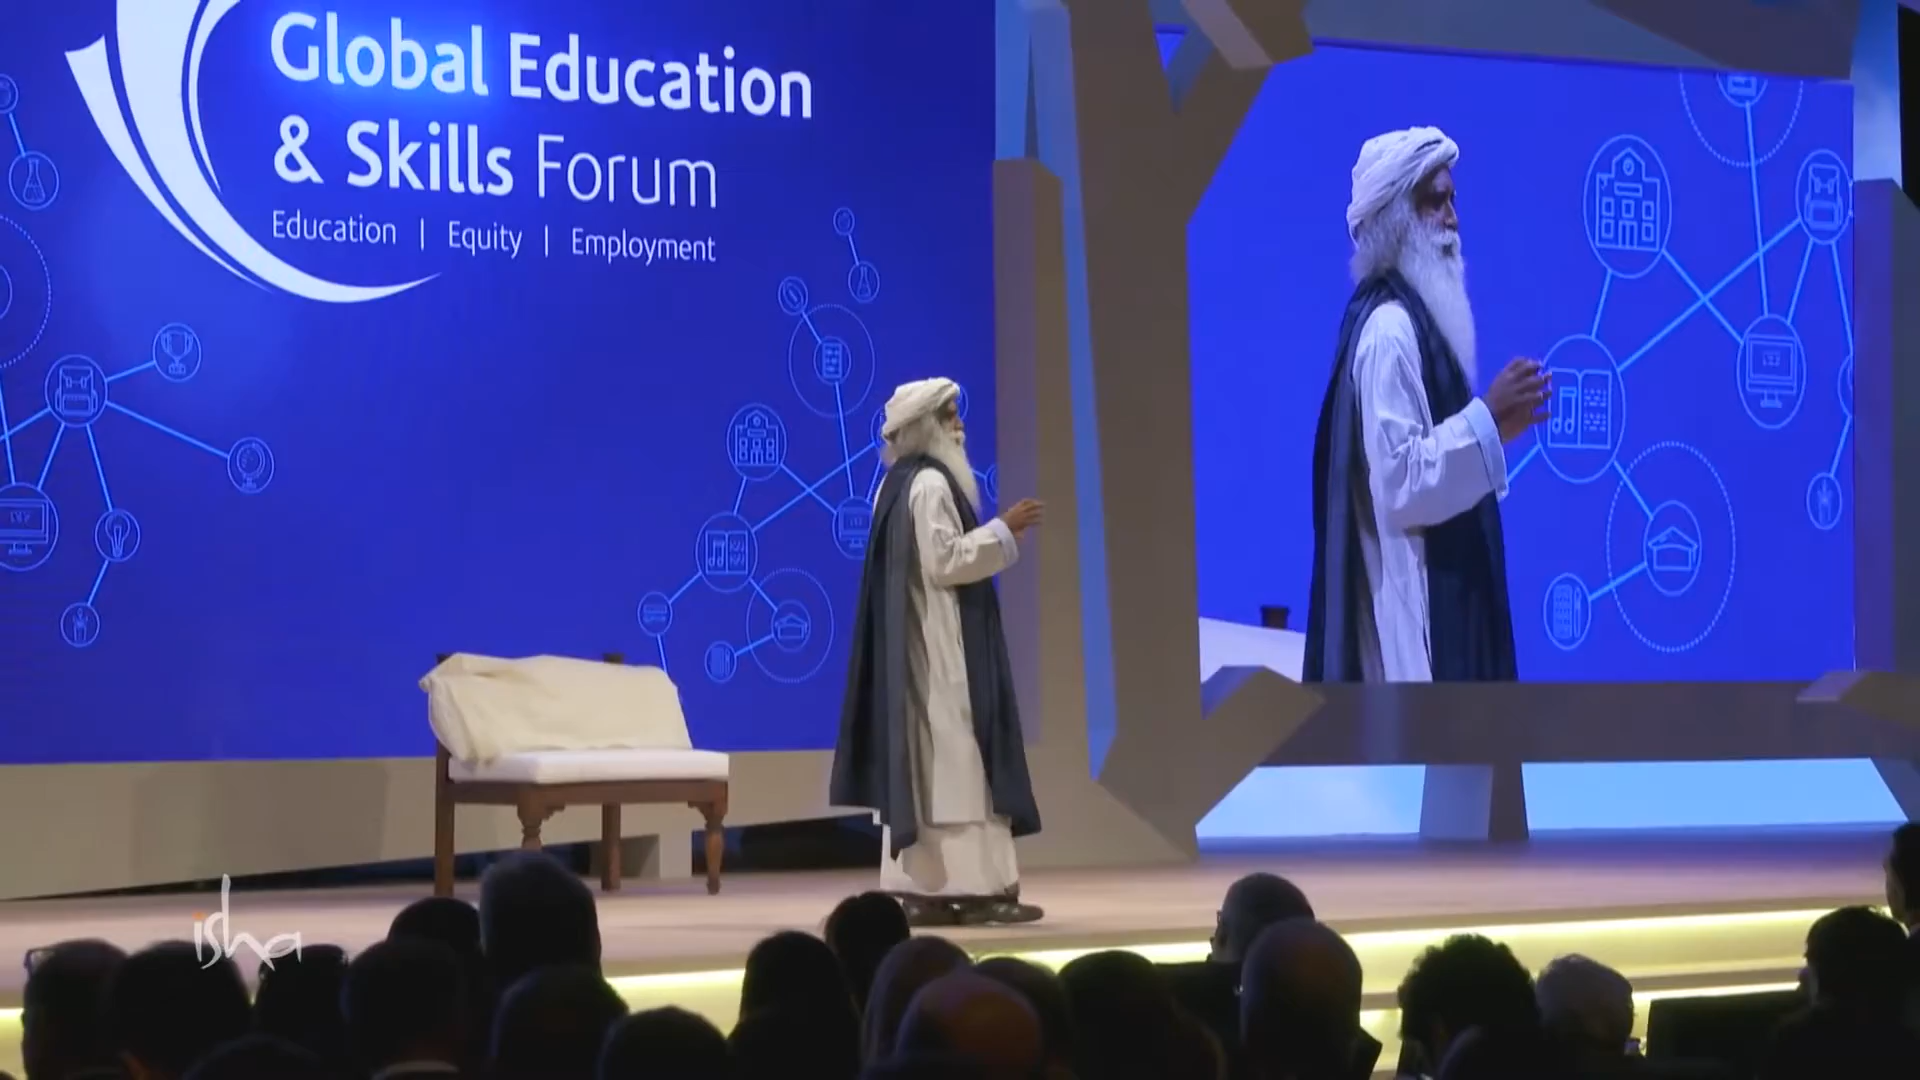 Global Education
& Skills Forum
Education | Equity | Employment
isha